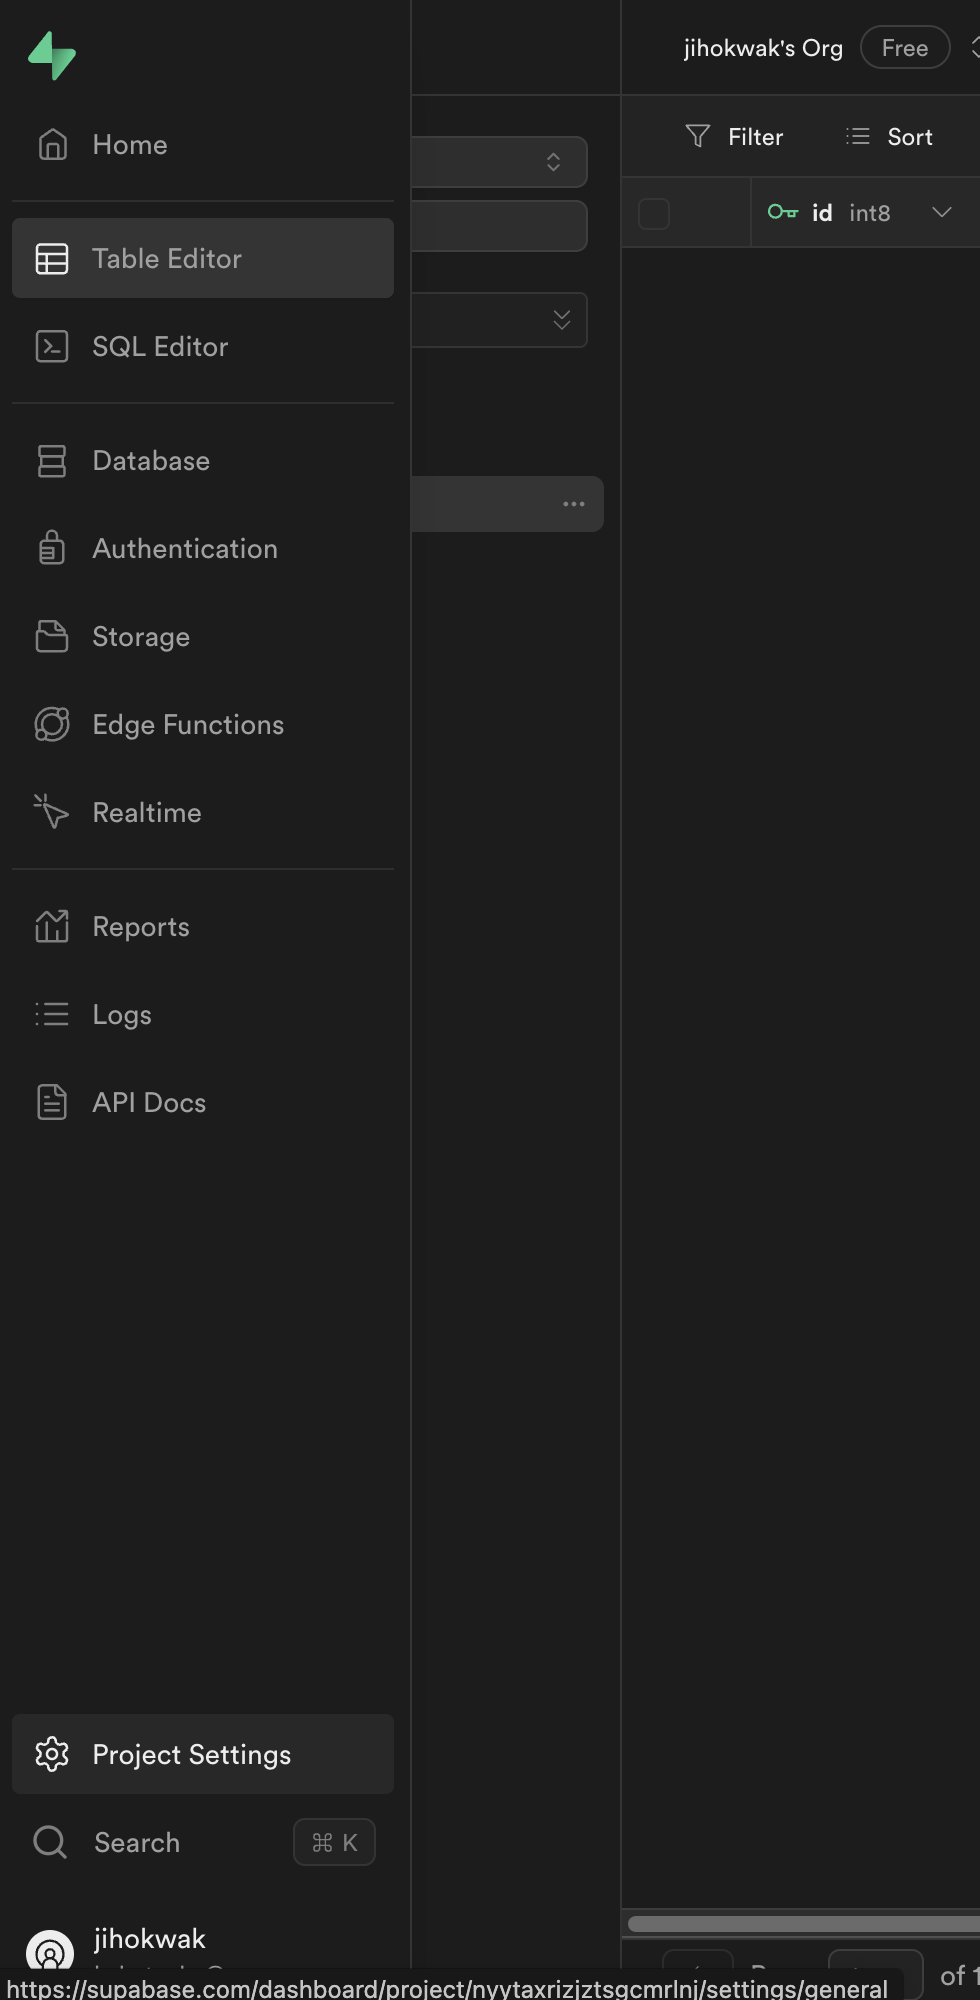 Home
Table Editor
SQL Editor
Database
Authentication
Storage
Edge Functions
Realtime
Reports
Logs
API Docs
Project Settings
Search ⌘ K
jihokwak
https://supabase.com/dashboard/project/nyytaxrizjztsgcmrlnj/settings/general
jihokwak's Org Free
Filter Sort
id int8
of 1